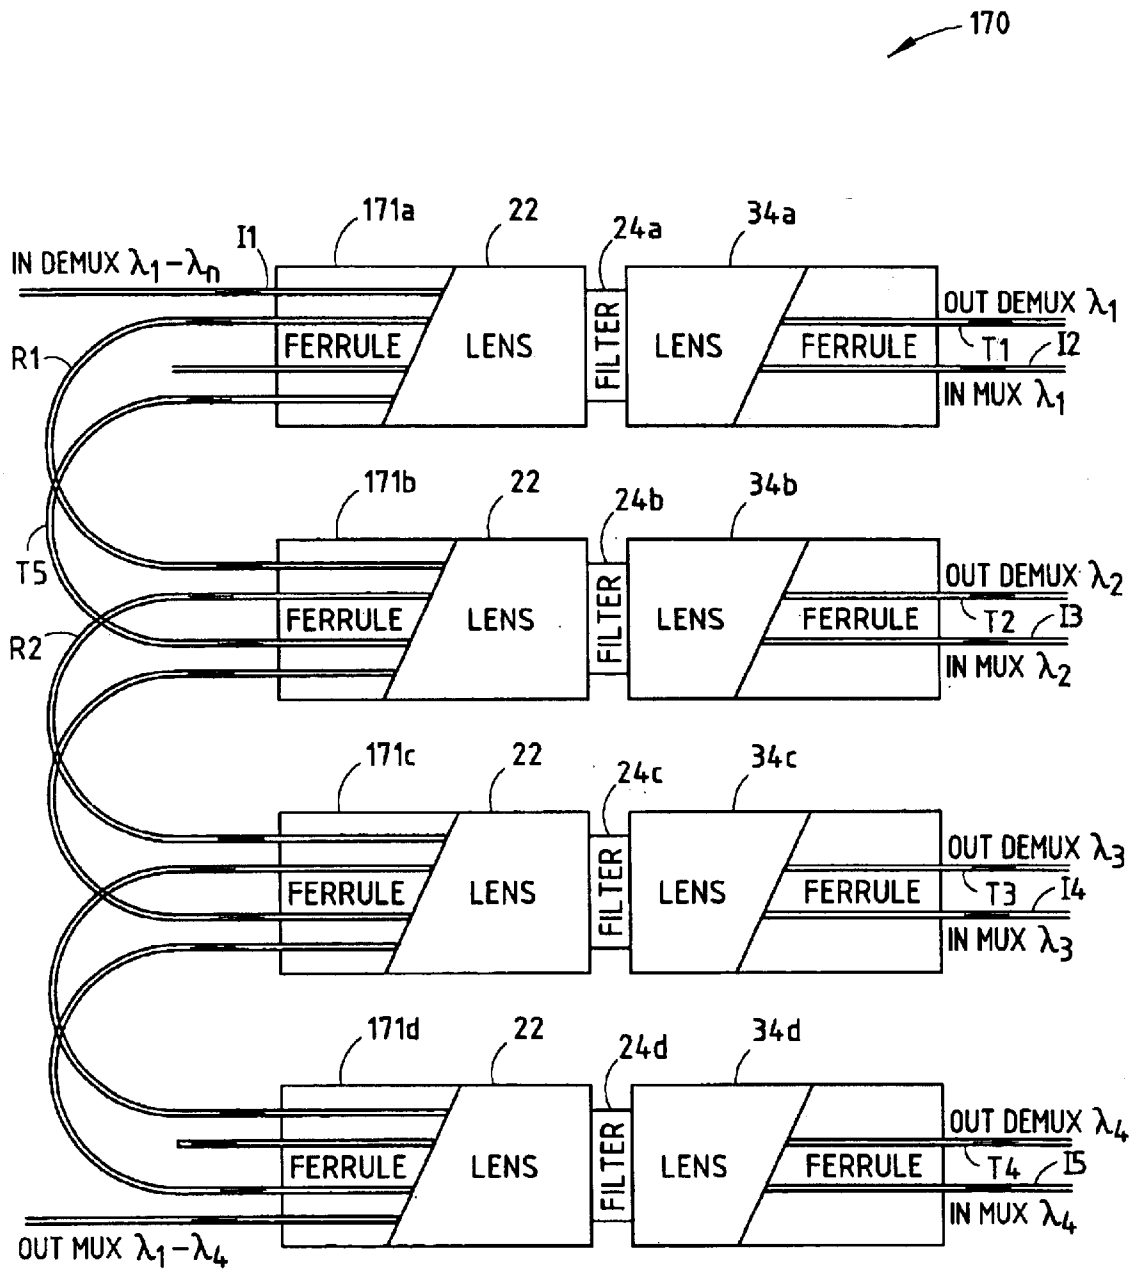 170
171a 22 24a 34a
I1
IN DEMUX λ1–λn
R1
FERRULE LENS FILTER LENS FERRULE
OUT DEMUX λ1
T1 I2
IN MUX λ1
171b 22 24b 34b
T5
R2
FERRULE LENS FILTER LENS FERRULE
OUT DEMUX λ2
T2 I3
IN MUX λ2
171c 22 24c 34c
FERRULE LENS FILTER LENS FERRULE
OUT DEMUX λ3
T3 I4
IN MUX λ3
171d 22 24d 34d
FERRULE LENS FILTER LENS FERRULE
OUT DEMUX λ4
T4 I5
IN MUX λ4
OUT MUX λ1–λ4